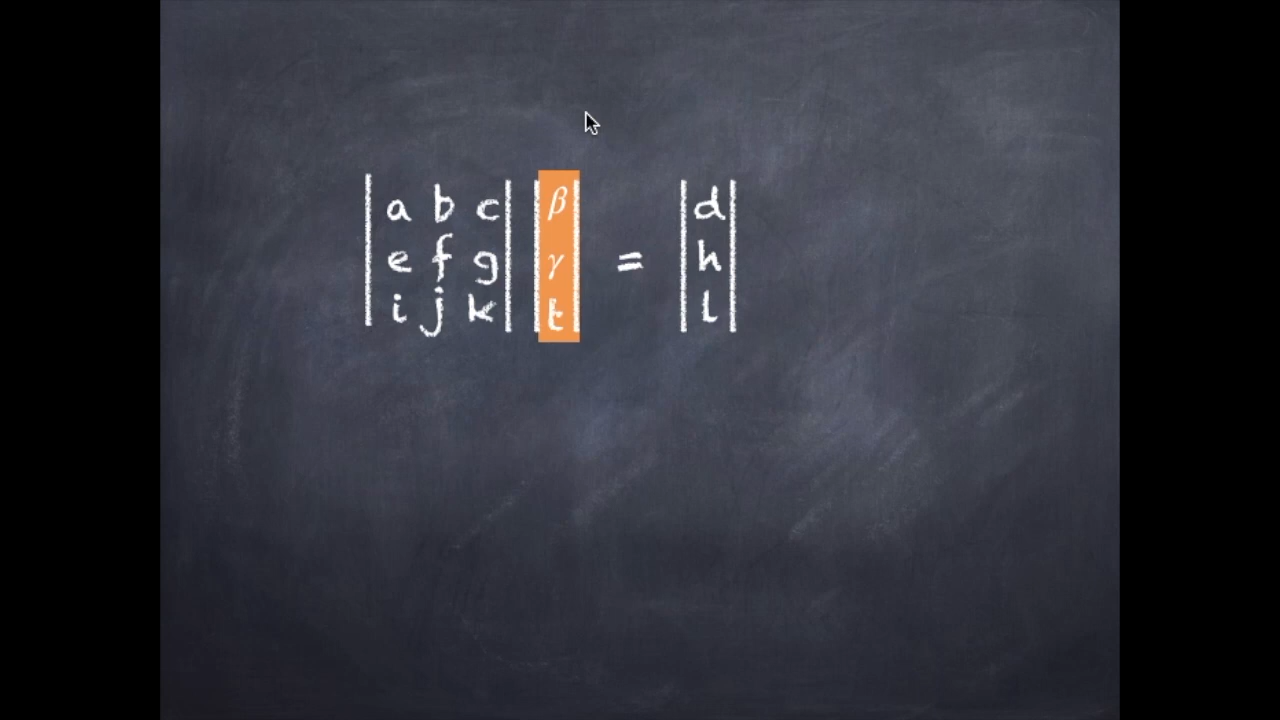 a b c β d
e f g γ = h
i j k t l